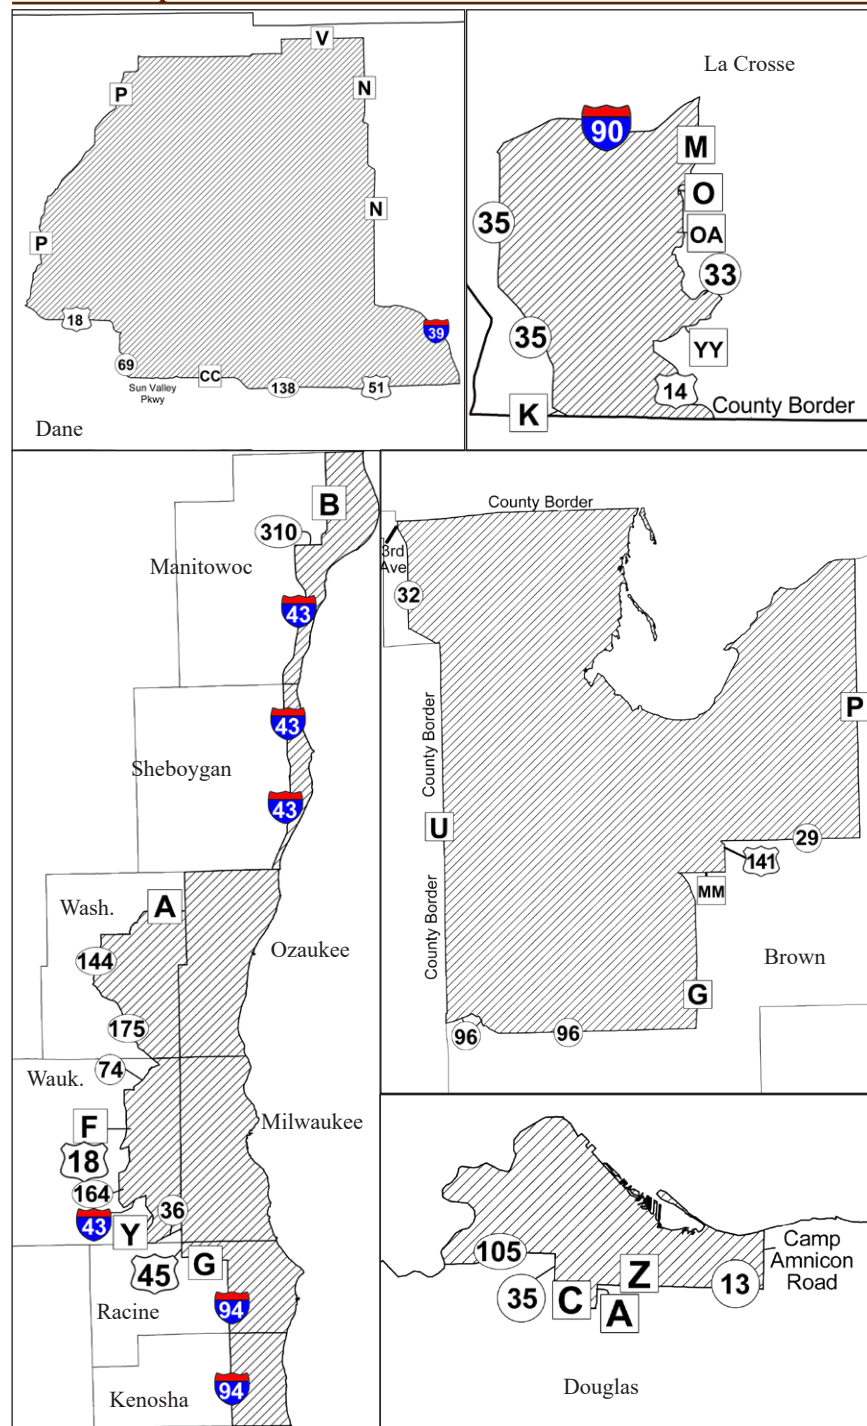 V
P
N
N
P
18
39
69
CC
138
51
Sun Valley
Pkwy
Dane
La Crosse
90
M
O
35
OA
33
35
YY
14
K
County Border
B
310
Manitowoc
43
43
Sheboygan
43
A
Wash.
Ozaukee
144
175
74
Wauk.
F
Milwaukee
18
164
36
43
Y
G
45
Racine
94
94
Kenosha
County Border
3rd
Ave
32
County Border
P
U
29
141
MM
County Border
Brown
G
96
96
105
Camp
Amnicon
Road
Z
13
35
C
A
Douglas